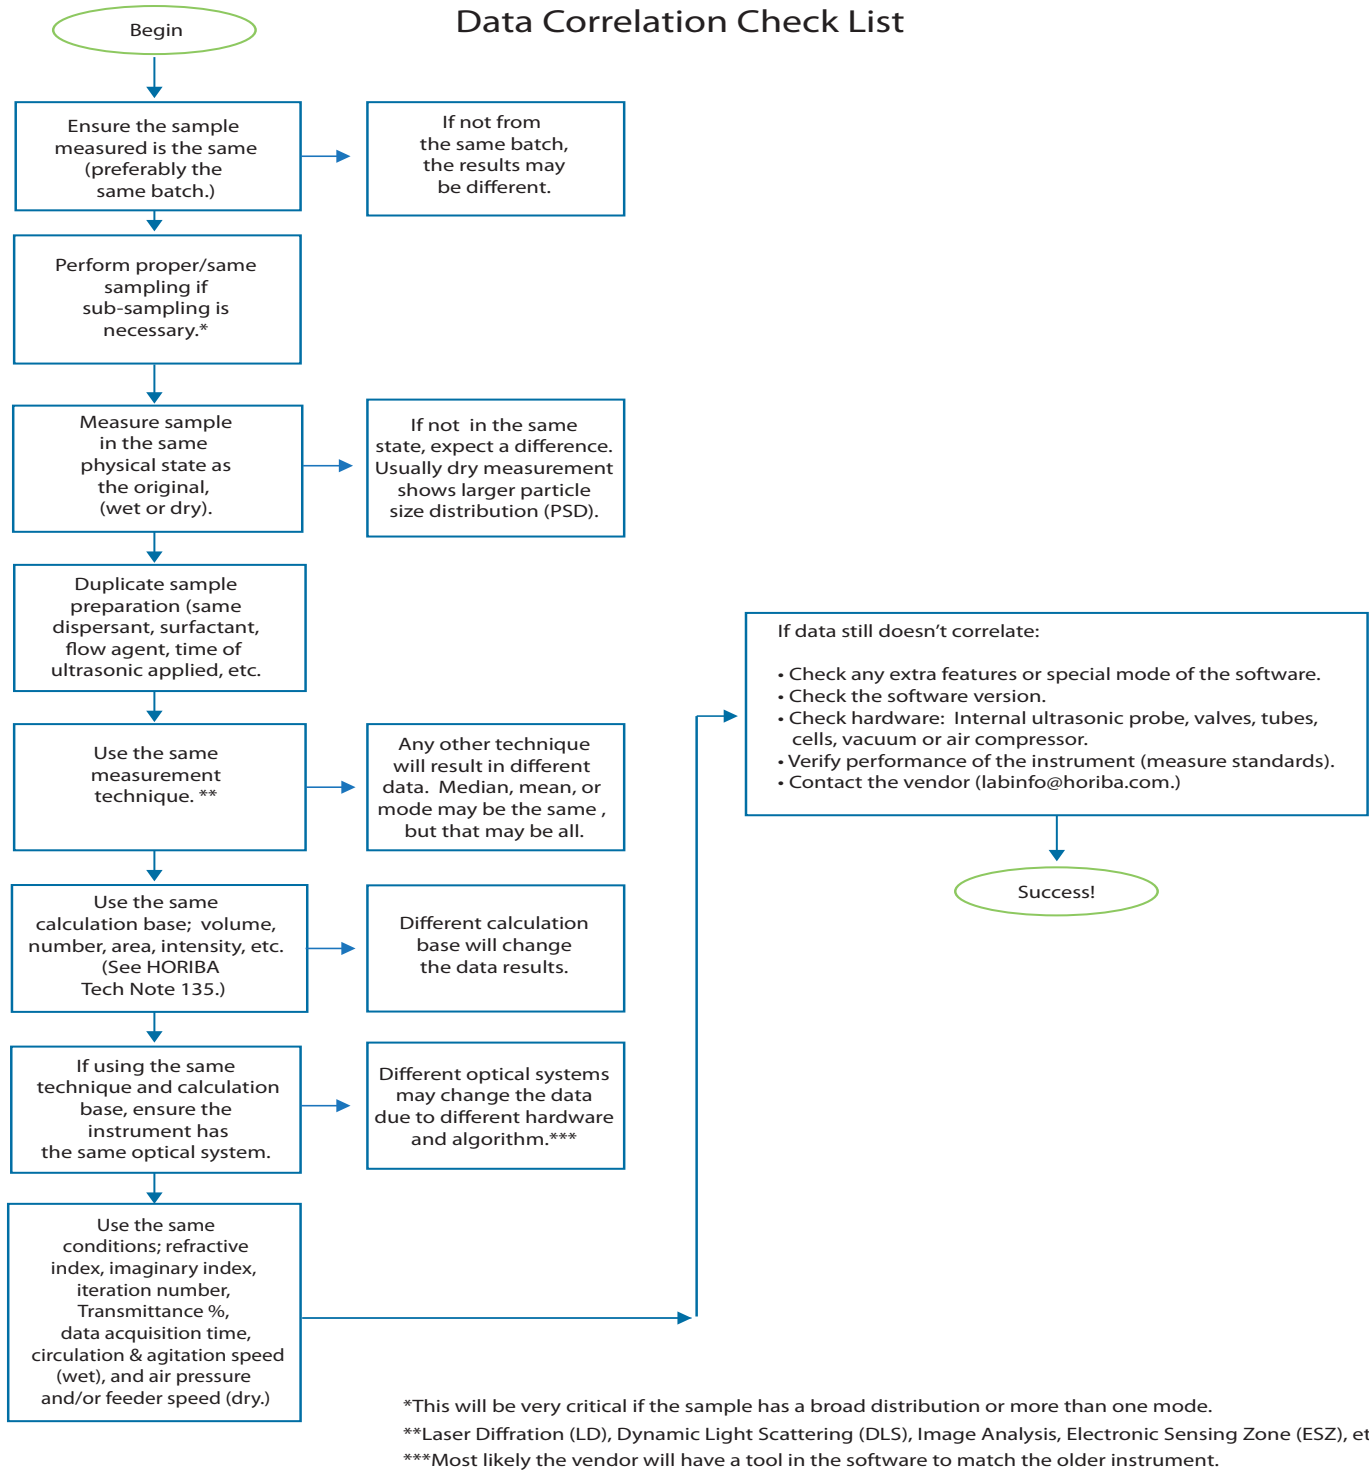 Data Correlation Check List
Begin
Ensure the sample
measured is the same
(preferably the
same batch.)
If not from
the same batch,
the results may
be different.
Perform proper/same
sampling if
sub-sampling is
necessary.*
Measure sample
in the same
physical state as
the original,
(wet or dry).
If not in the same
state, expect a difference.
Usually dry measurement
shows larger particle
size distribution (PSD).
Duplicate sample
preparation (same
dispersant, surfactant,
flow agent, time of
ultrasonic applied, etc.
Use the same
measurement
technique. **
Any other technique
will result in different
data. Median, mean, or
mode may be the same ,
but that may be all.
Use the same
calculation base; volume,
number, area, intensity, etc.
(See HORIBA
Tech Note 135.)
Different calculation
base will change
the data results.
If using the same
technique and calculation
base, ensure the
instrument has
the same optical system.
Different optical systems
may change the data
due to different hardware
and algorithm.***
Use the same
conditions; refractive
index, imaginary index,
iteration number,
Transmittance %,
data acquisition time,
circulation & agitation speed
(wet), and air pressure
and/or feeder speed (dry.)
If data still doesn’t correlate:
• Check any extra features or special mode of the software.
• Check the software version.
• Check hardware: Internal ultrasonic probe, valves, tubes,
cells, vacuum or air compressor.
• Verify performance of the instrument (measure standards).
• Contact the vendor (labinfo@horiba.com.)
Success!
*This will be very critical if the sample has a broad distribution or more than one mode.
**Laser Diffration (LD), Dynamic Light Scattering (DLS), Image Analysis, Electronic Sensing Zone (ESZ), et
***Most likely the vendor will have a tool in the software to match the older instrument.